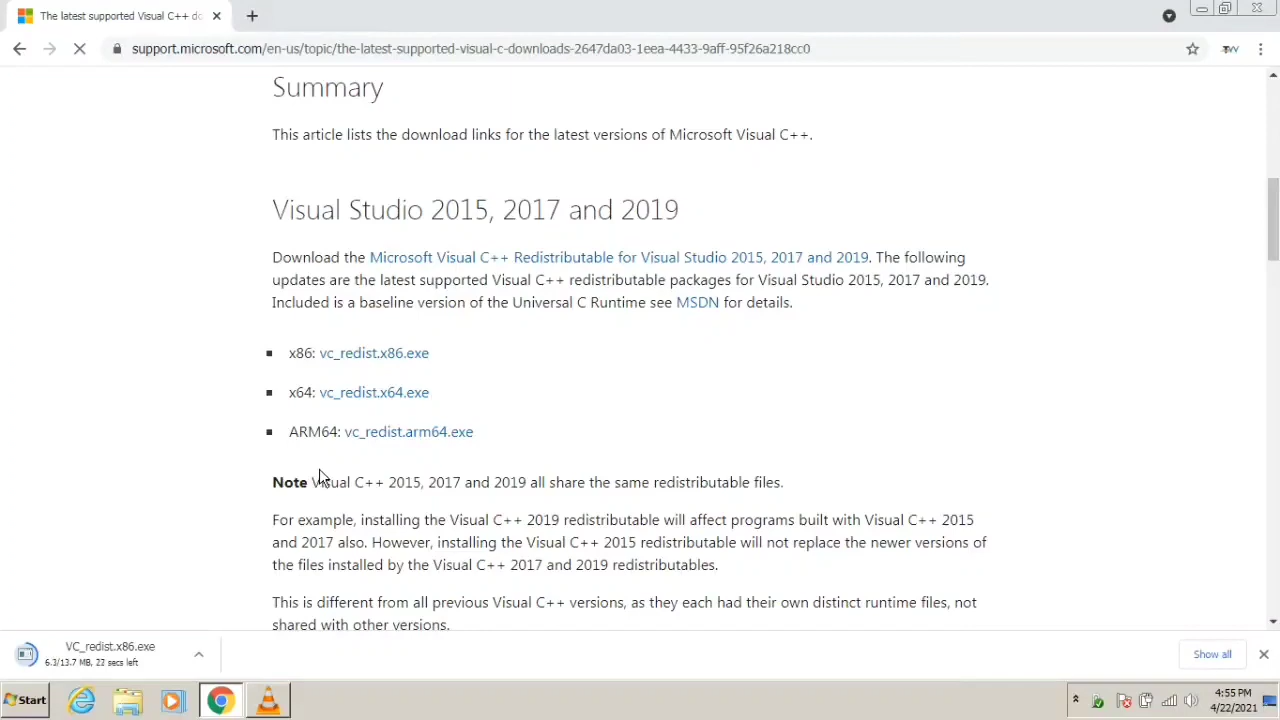 The latest supported Visual C++ do
support.microsoft.com/en-us/topic/the-latest-supported-visual-c-downloads-2647da03-1eea-4433-9aff-95f26a218cc0
Summary
This article lists the download links for the latest versions of Microsoft Visual C++.
Visual Studio 2015, 2017 and 2019
Download the Microsoft Visual C++ Redistributable for Visual Studio 2015, 2017 and 2019. The following
updates are the latest supported Visual C++ redistributable packages for Visual Studio 2015, 2017 and 2019.
Included is a baseline version of the Universal C Runtime see MSDN for details.
x86: vc_redist.x86.exe
x64: vc_redist.x64.exe
ARM64: vc_redist.arm64.exe
Note Visual C++ 2015, 2017 and 2019 all share the same redistributable files.
For example, installing the Visual C++ 2019 redistributable will affect programs built with Visual C++ 2015
and 2017 also. However, installing the Visual C++ 2015 redistributable will not replace the newer versions of
the files installed by the Visual C++ 2017 and 2019 redistributables.
This is different from all previous Visual C++ versions, as they each had their own distinct runtime files, not
shared with other versions.
VC_redist.x86.exe
6.3/13.7 MB, 22 secs left
Show all
Start
4:55 PM
4/22/2021